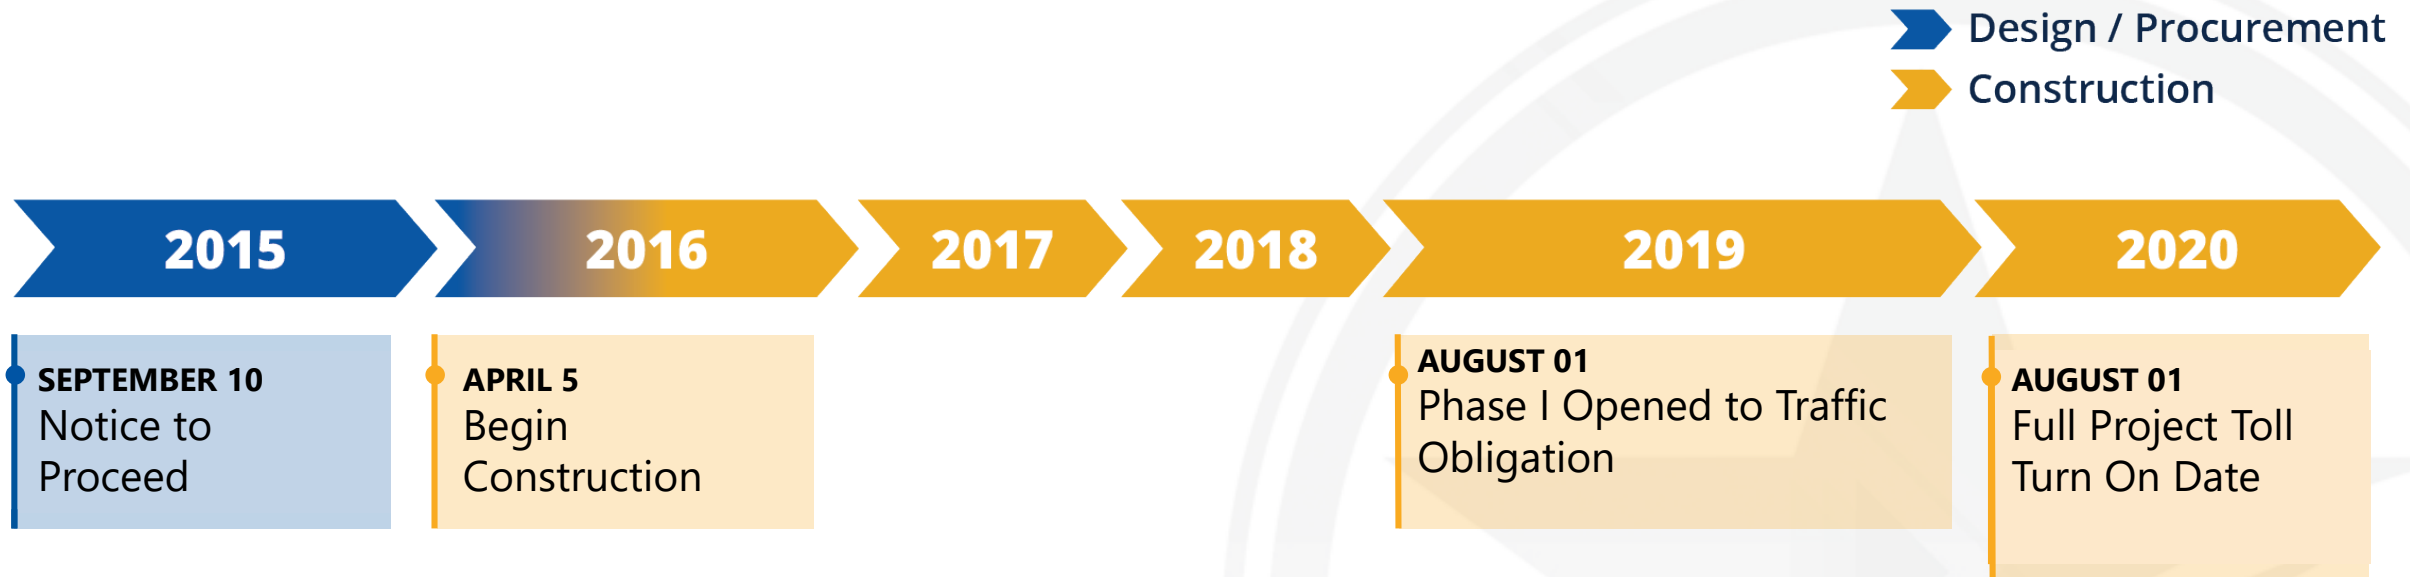 Design / Procurement
Construction
2015
2016
2017
2018
2019
2020
SEPTEMBER 10
Notice to
Proceed
APRIL 5
Begin
Construction
AUGUST 01
Phase I Opened to Traffic
Obligation
AUGUST 01
Full Project Toll
Turn On Date